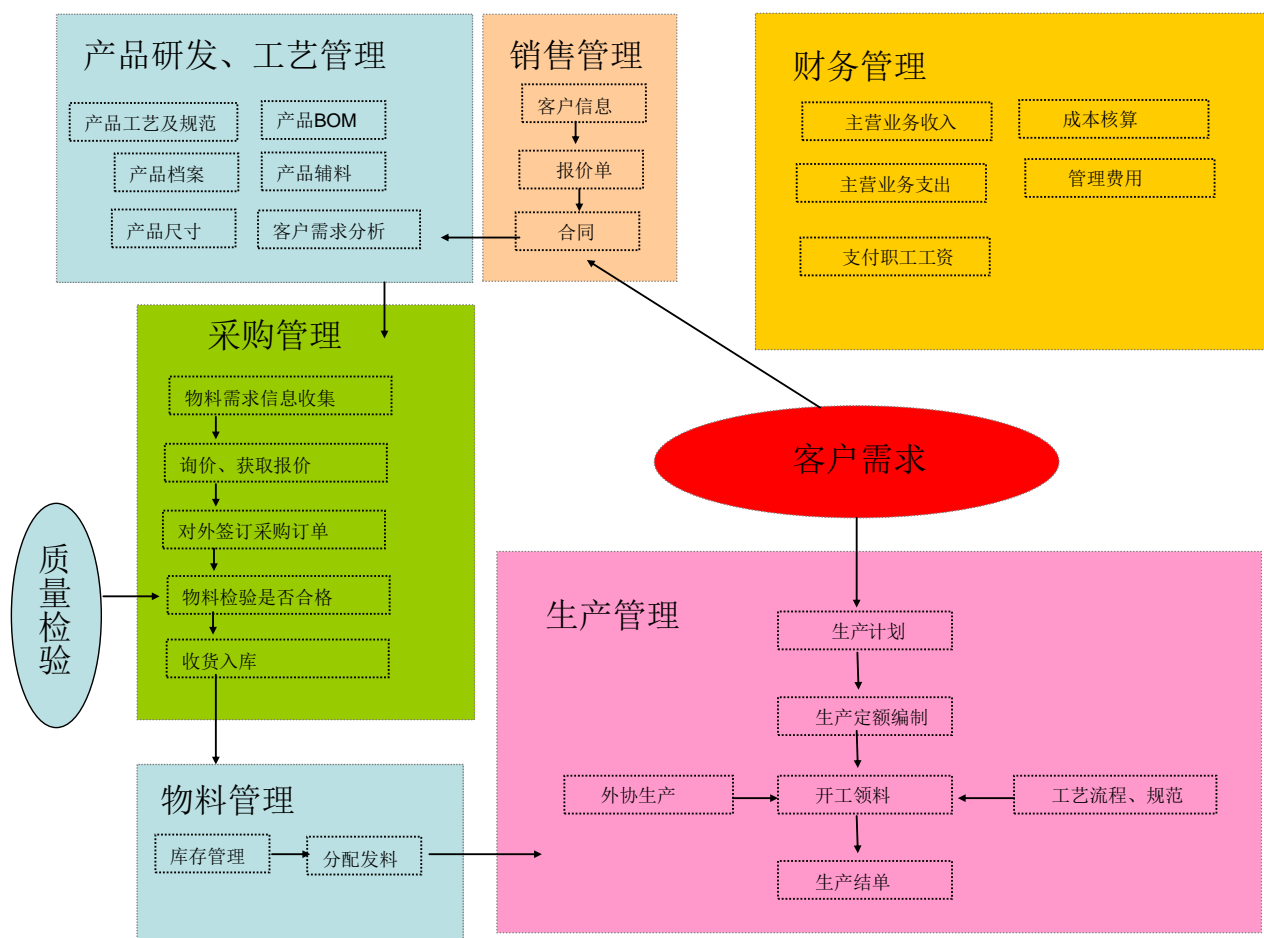 产品研发、工艺管理
产品工艺及规范
产品BOM
产品档案
产品辅料
产品尺寸
客户需求分析
销售管理
客户信息
报价单
合同
财务管理
主营业务收入
成本核算
主营业务支出
管理费用
支付职工工资
采购管理
物料需求信息收集
询价、获取报价
对外签订采购订单
物料检验是否合格
收货入库
质量检验
客户需求
物料管理
库存管理
分配发料
生产管理
生产计划
生产定额编制
外协生产
开工领料
工艺流程、规范
生产结单